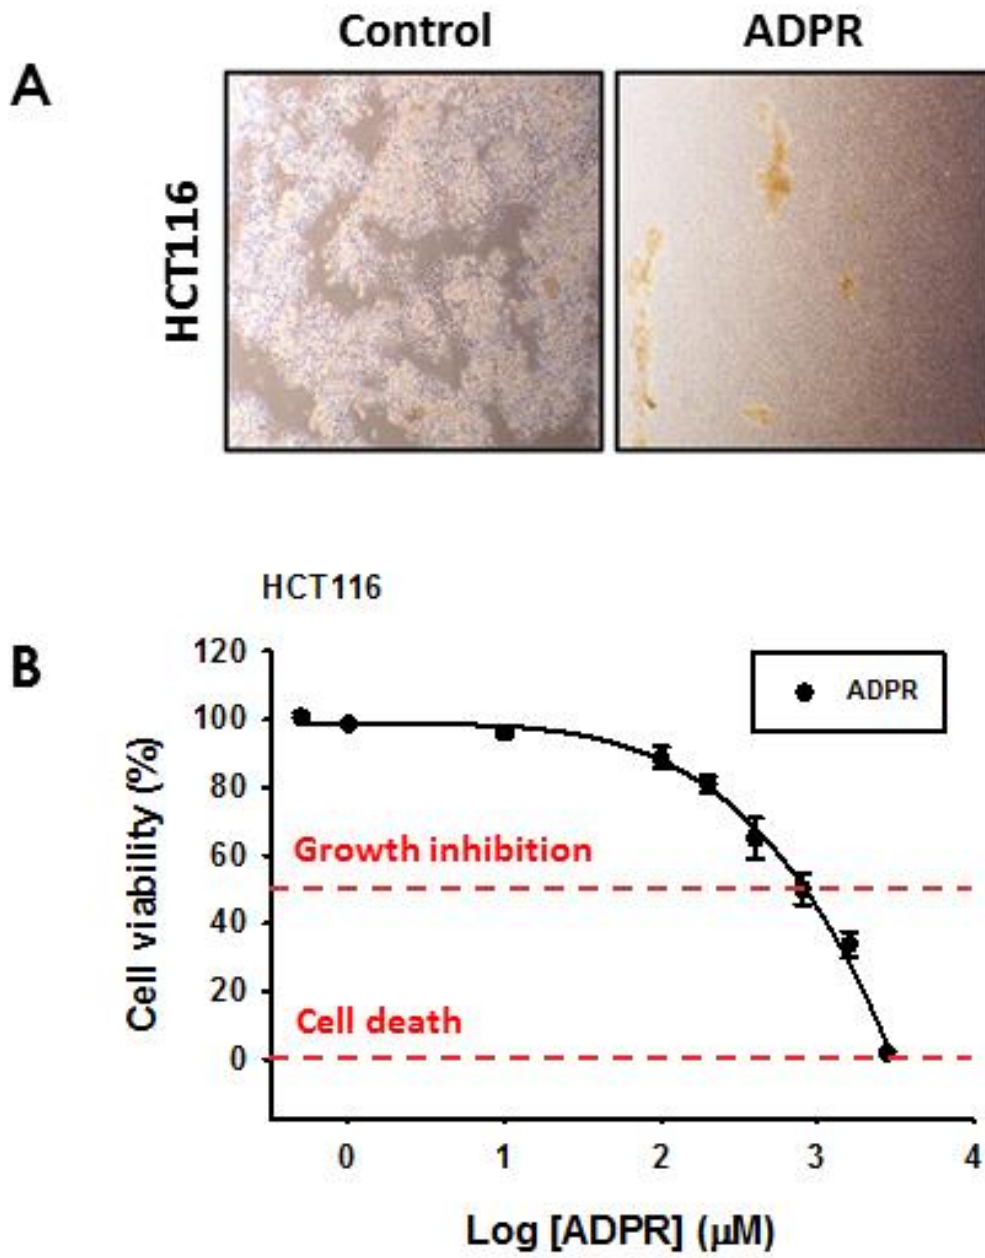 Control
ADPR
A
HCT116
HCT116
B
120
100
80
60
40
20
0
Cell viability (%)
ADPR
Growth inhibition
Cell death
0 1 2 3 4
Log [ADPR] (µM)